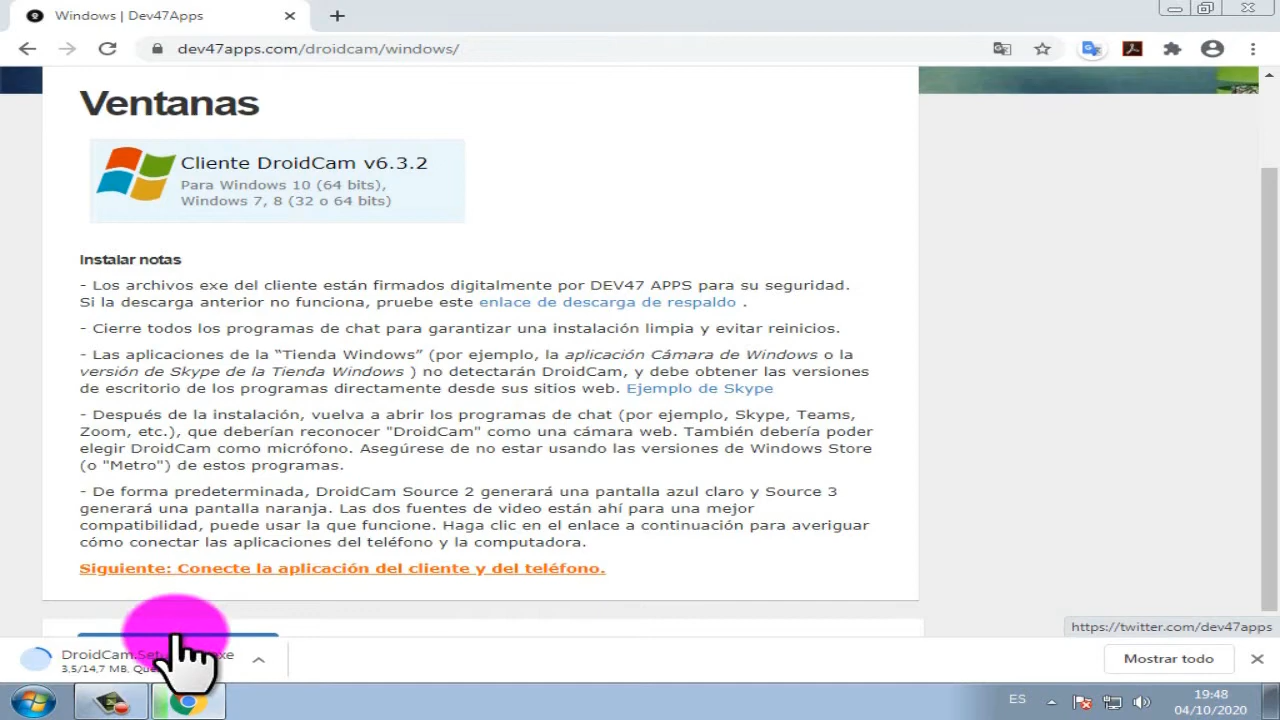 Windows | Dev47Apps
dev47apps.com/droidcam/windows/
Ventanas
Cliente DroidCam v6.3.2
Para Windows 10 (64 bits),
Windows 7, 8 (32 o 64 bits)
Instalar notas
- Los archivos exe del cliente están firmados digitalmente por DEV47 APPS para su seguridad.
Si la descarga anterior no funciona, pruebe este enlace de descarga de respaldo .
- Cierre todos los programas de chat para garantizar una instalación limpia y evitar reinicios.
- Las aplicaciones de la “Tienda Windows” (por ejemplo, la aplicación Cámara de Windows o la
versión de Skype de la Tienda Windows ) no detectarán DroidCam, y debe obtener las versiones
de escritorio de los programas directamente desde sus sitios web. Ejemplo de Skype
- Después de la instalación, vuelva a abrir los programas de chat (por ejemplo, Skype, Teams,
Zoom, etc.), que deberían reconocer "DroidCam" como una cámara web. También debería poder
elegir DroidCam como micrófono. Asegúrese de no estar usando las versiones de Windows Store
(o "Metro") de estos programas.
- De forma predeterminada, DroidCam Source 2 generará una pantalla azul claro y Source 3
generará una pantalla naranja. Las dos fuentes de video están ahí para una mejor
compatibilidad, puede usar la que funcione. Haga clic en el enlace a continuación para averiguar
cómo conectar las aplicaciones del teléfono y la computadora.
Siguiente: Conecte la aplicación del cliente y del teléfono.
https://twitter.com/dev47apps
3,5/14,7 MB,
Mostrar todo
ES
19:48
04/10/2020